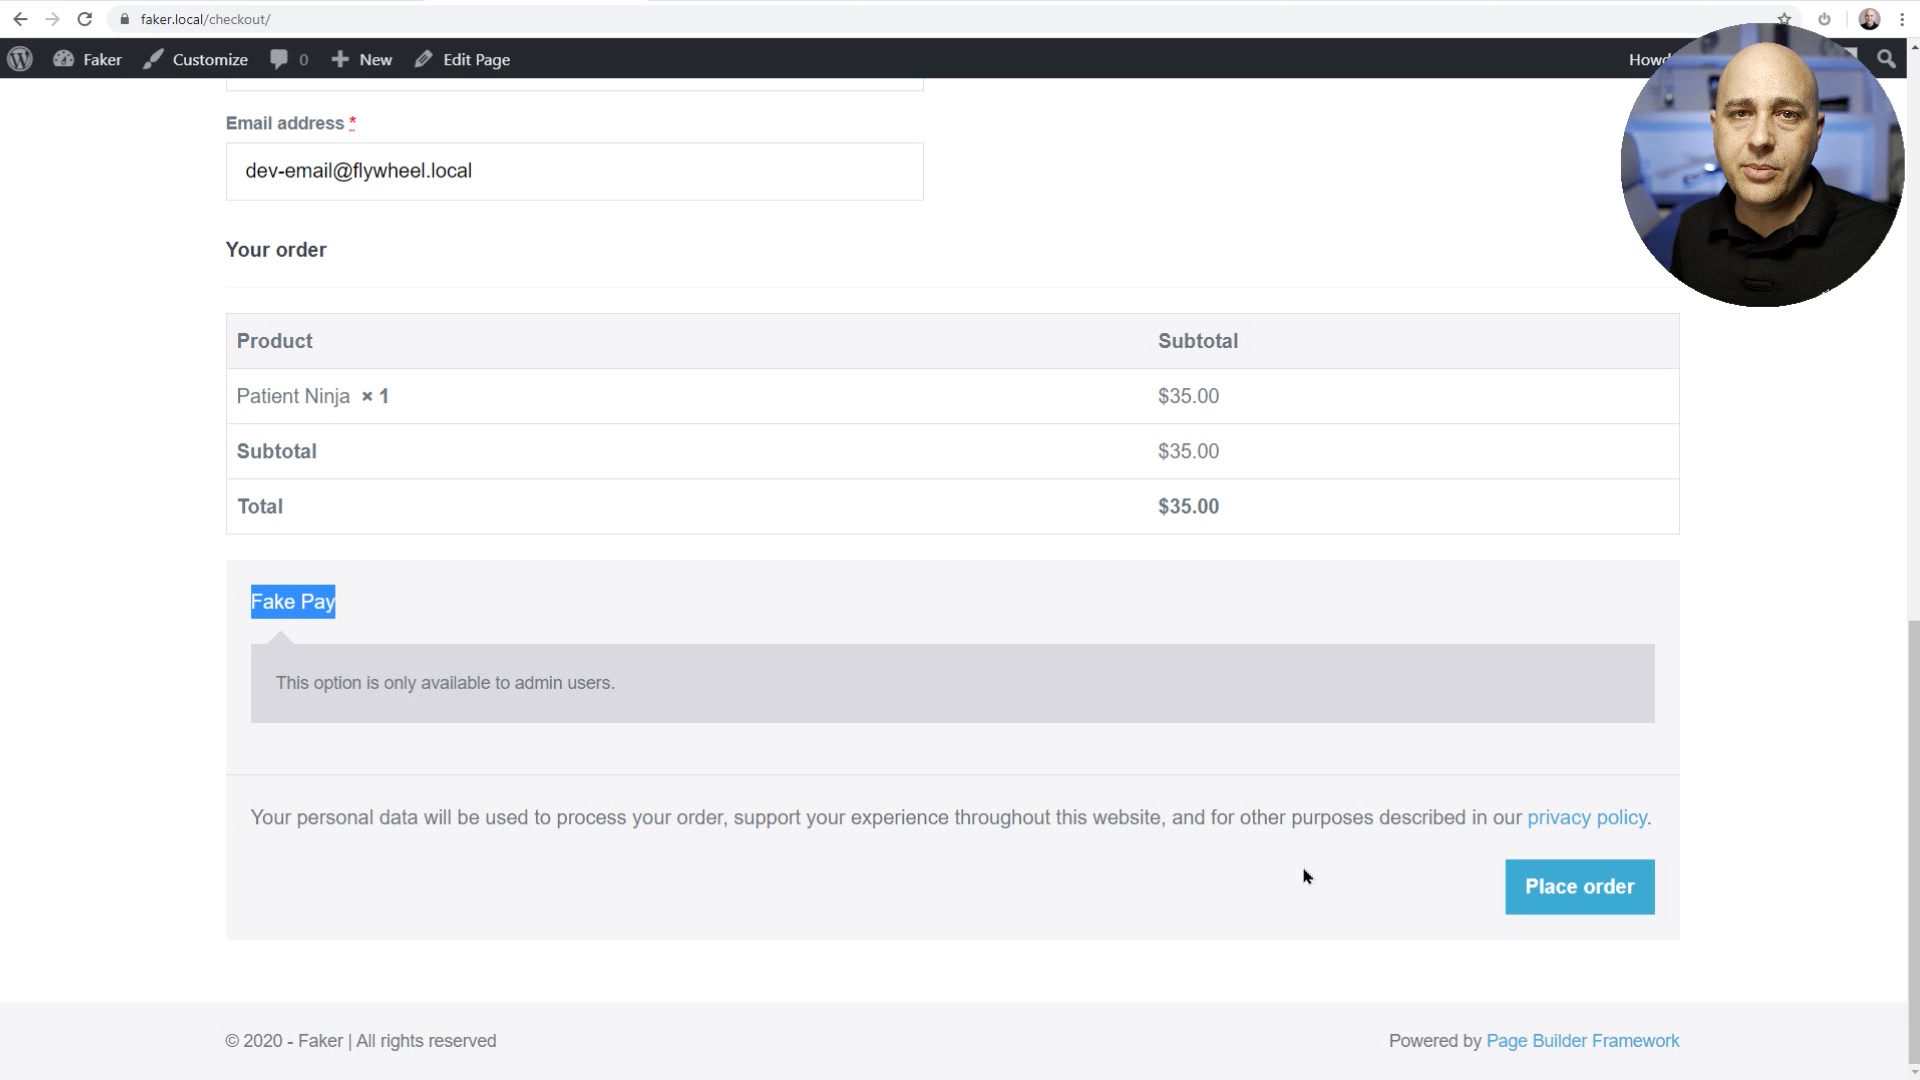 faker.local/checkout/
Faker Customize 0 New Edit Page
Email address *
dev-email@flywheel.local
Your order
Product Subtotal
Patient Ninja × 1 $35.00
Subtotal $35.00
Total $35.00
Fake Pay
This option is only available to admin users.
Your personal data will be used to process your order, support your experience throughout this website, and for other purposes described in our privacy policy.
Place order
© 2020 - Faker | All rights reserved Powered by Page Builder Framework